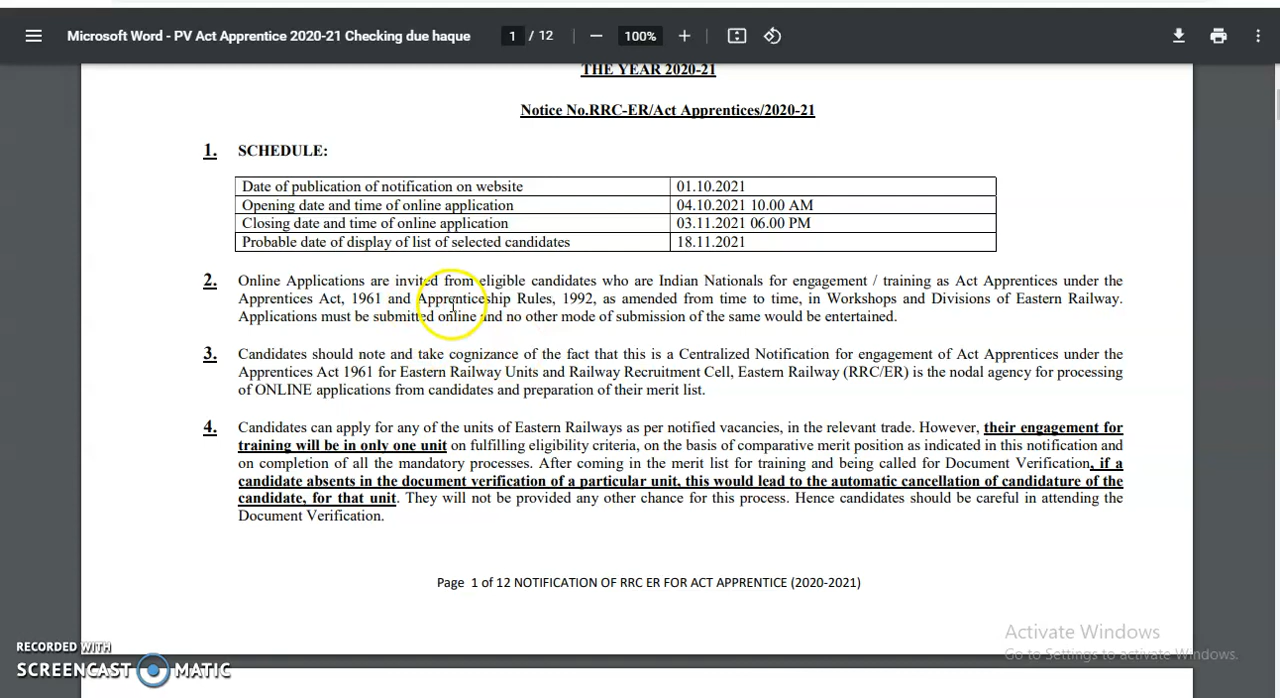 Microsoft Word - PV Act Apprentice 2020-21 Checking due haque 1 / 12 100%
THE YEAR 2020-21
Notice No.RRC-ER/Act Apprentices/2020-21
1. SCHEDULE:
Date of publication of notification on website 01.10.2021
Opening date and time of online application 04.10.2021 10.00 AM
Closing date and time of online application 03.11.2021 06.00 PM
Probable date of display of list of selected candidates 18.11.2021
2. Online Applications are invited from eligible candidates who are Indian Nationals for engagement / training as Act Apprentices under the
Apprentices Act, 1961 and Apprenticeship Rules, 1992, as amended from time to time, in Workshops and Divisions of Eastern Railway.
Applications must be submitted online and no other mode of submission of the same would be entertained.
3. Candidates should note and take cognizance of the fact that this is a Centralized Notification for engagement of Act Apprentices under the
Apprentices Act 1961 for Eastern Railway Units and Railway Recruitment Cell, Eastern Railway (RRC/ER) is the nodal agency for processing
of ONLINE applications from candidates and preparation of their merit list.
4. Candidates can apply for any of the units of Eastern Railways as per notified vacancies, in the relevant trade. However, their engagement for
training will be in only one unit on fulfilling eligibility criteria, on the basis of comparative merit position as indicated in this notification and
on completion of all the mandatory processes. After coming in the merit list for training and being called for Document Verification, if a
candidate absents in the document verification of a particular unit, this would lead to the automatic cancellation of candidature of the
candidate, for that unit. They will not be provided any other chance for this process. Hence candidates should be careful in attending the
Document Verification.
Page 1 of 12 NOTIFICATION OF RRC ER FOR ACT APPRENTICE (2020-2021)
Activate Windows
Go to Settings to activate Windows.
RECORDED WITH
SCREENCAST MATIC